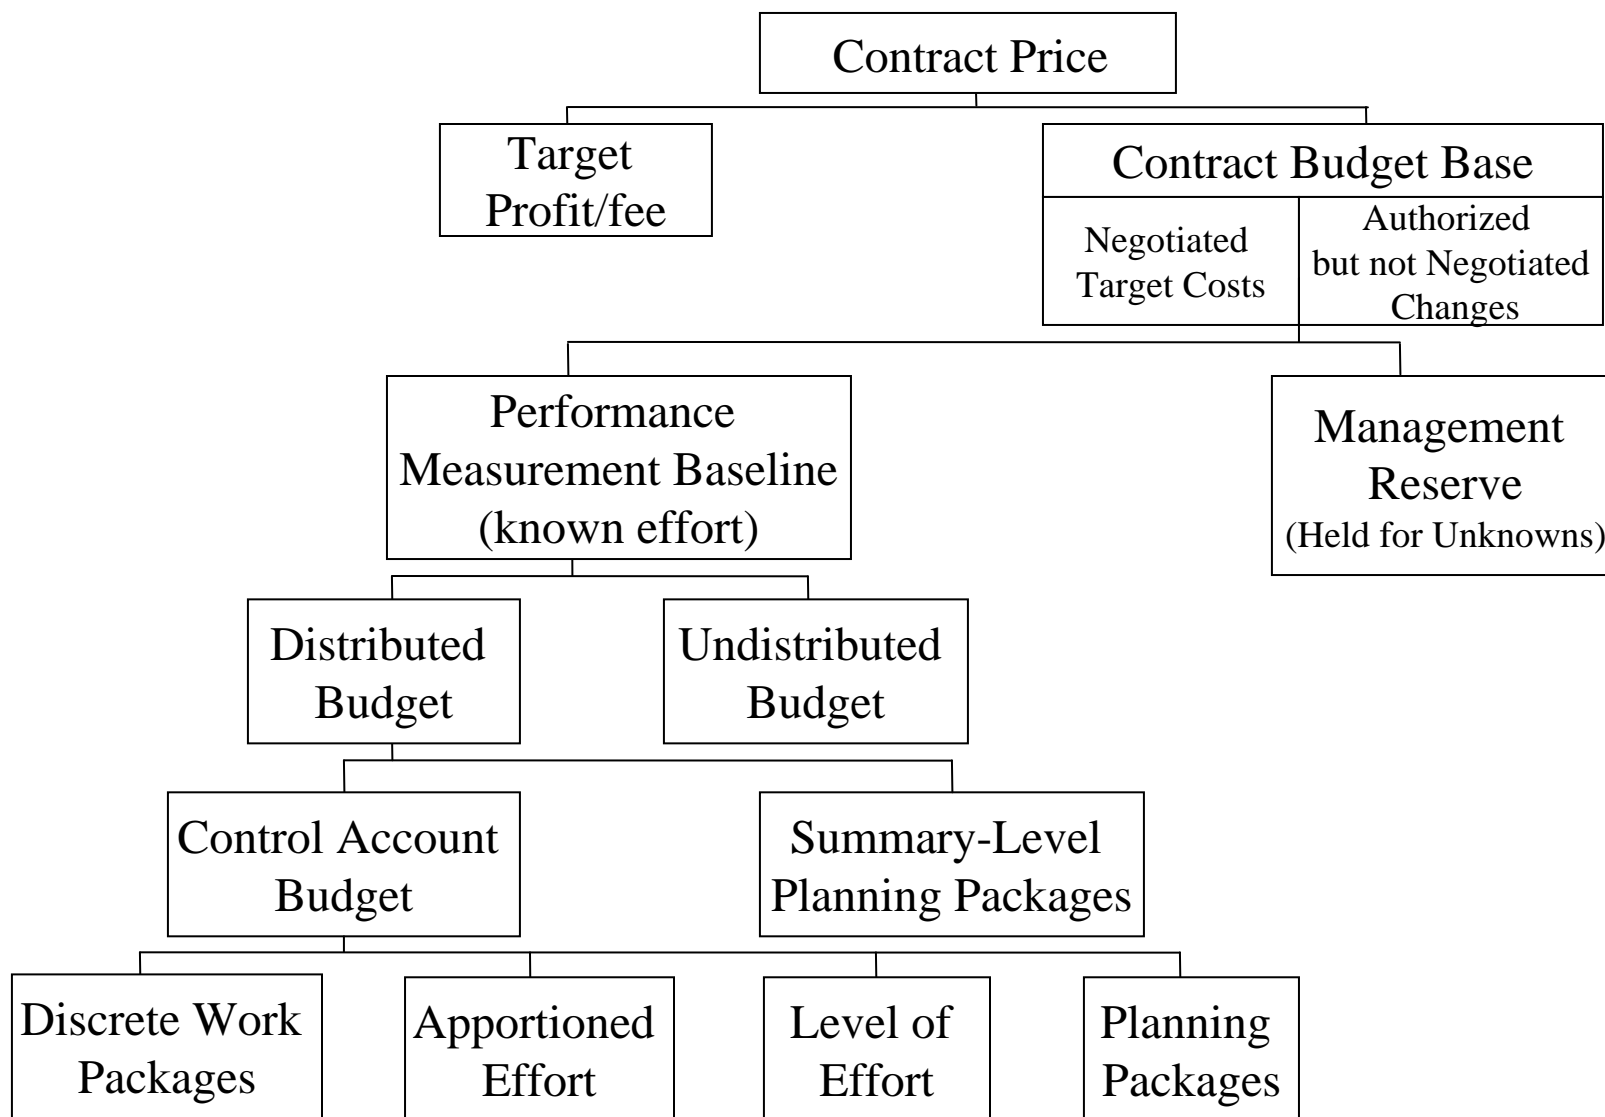 Contract Price
Target
Profit/fee
Contract Budget Base
Negotiated
Target Costs
Authorized
but not Negotiated
Changes
Performance
Measurement Baseline
(known effort)
Management
Reserve
(Held for Unknowns)
Distributed
Budget
Undistributed
Budget
Control Account
Budget
Summary-Level
Planning Packages
Discrete Work
Packages
Apportioned
Effort
Level of
Effort
Planning
Packages